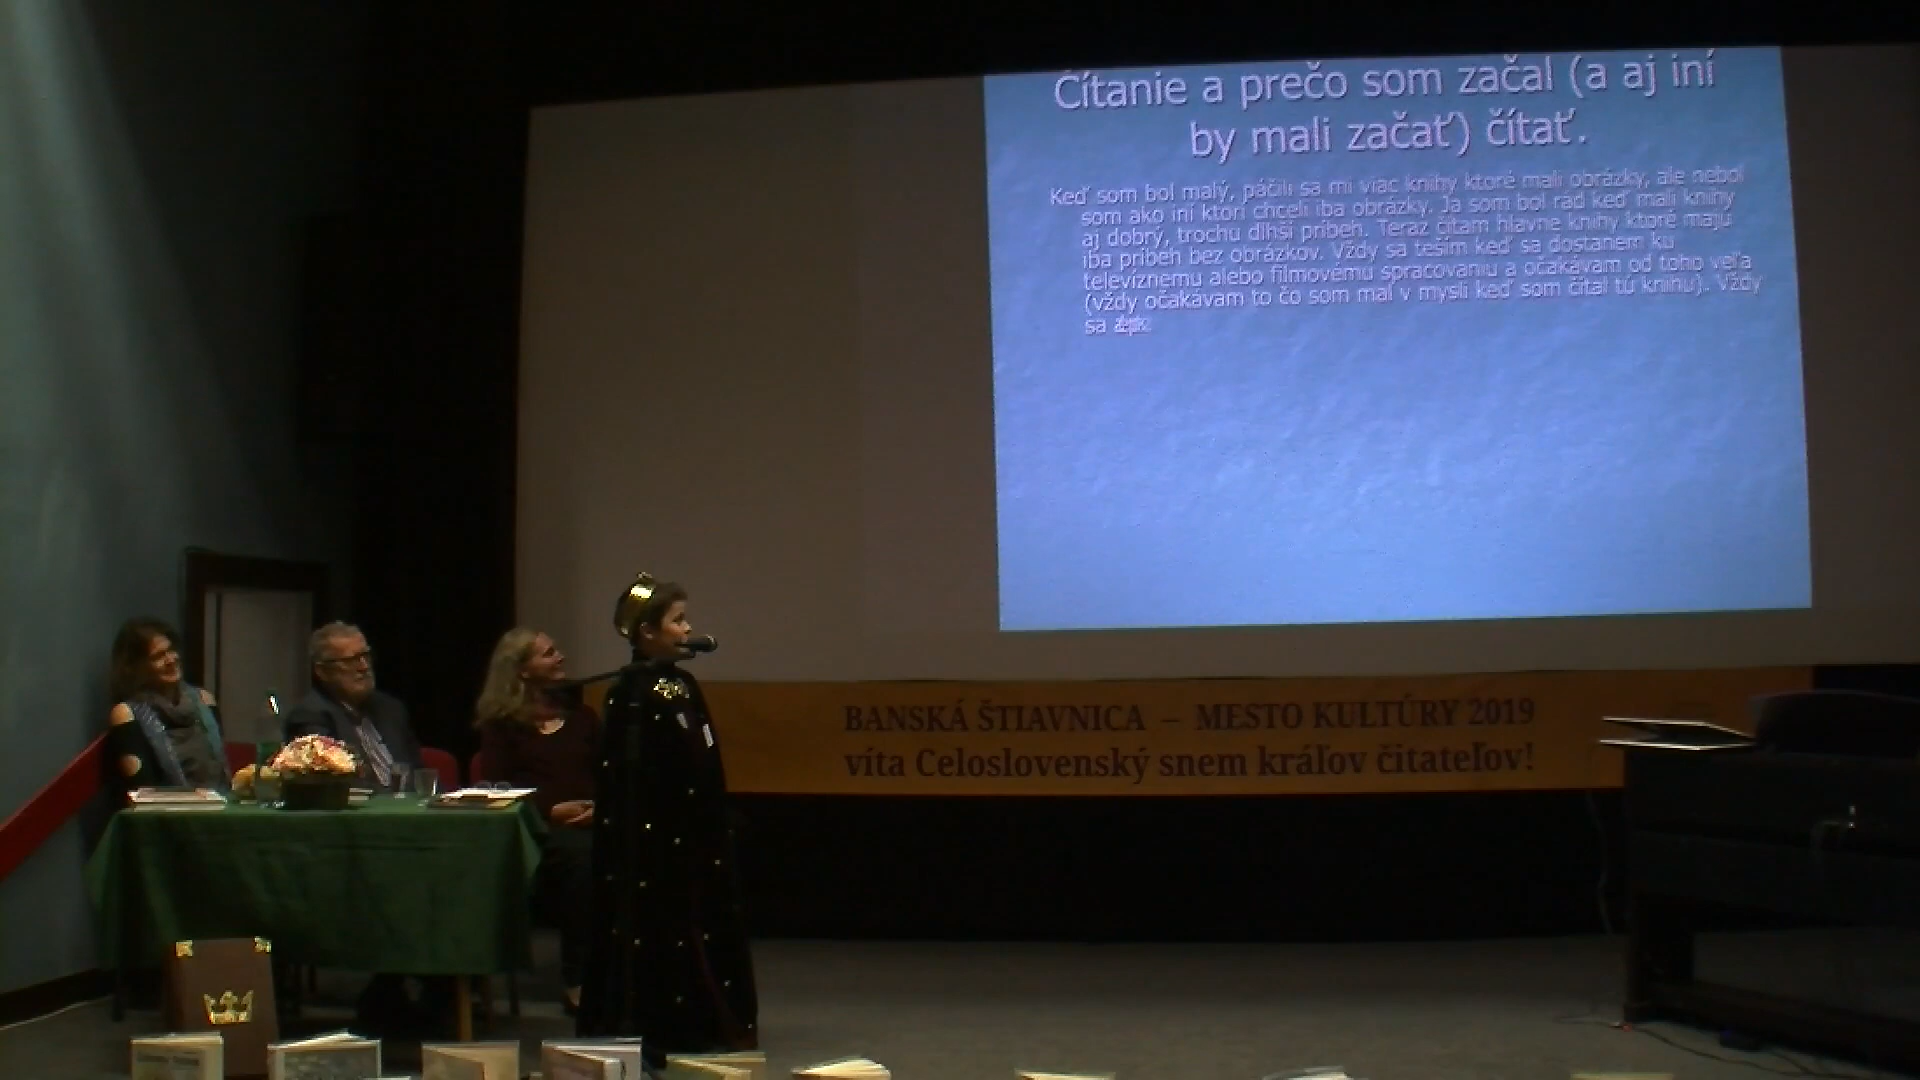 Čítanie a prečo som začal (a aj iní
by mali začať) čítať.
Keď som bol malý, páčili sa mi viac knihy ktoré mali obrázky, ale nebol
som ako iní ktorí chceli iba obrázky. Ja som bol rád keď mali knihy
aj dobrý, trochu dlhší príbeh. Teraz čítam hlavne knihy ktoré majú
iba príbeh bez obrázkov. Vždy sa teším keď sa dostanem ku
televíznemu alebo filmovému spracovaniu a očakávam od toho veľa
(vždy očakávam to čo som mal v mysli keď som čítal tú knihu). Vždy
sa
BANSKÁ ŠTIAVNICA – MESTO KULTÚRY 2019
víta Celoslovenský snem kráľov čitateľov!